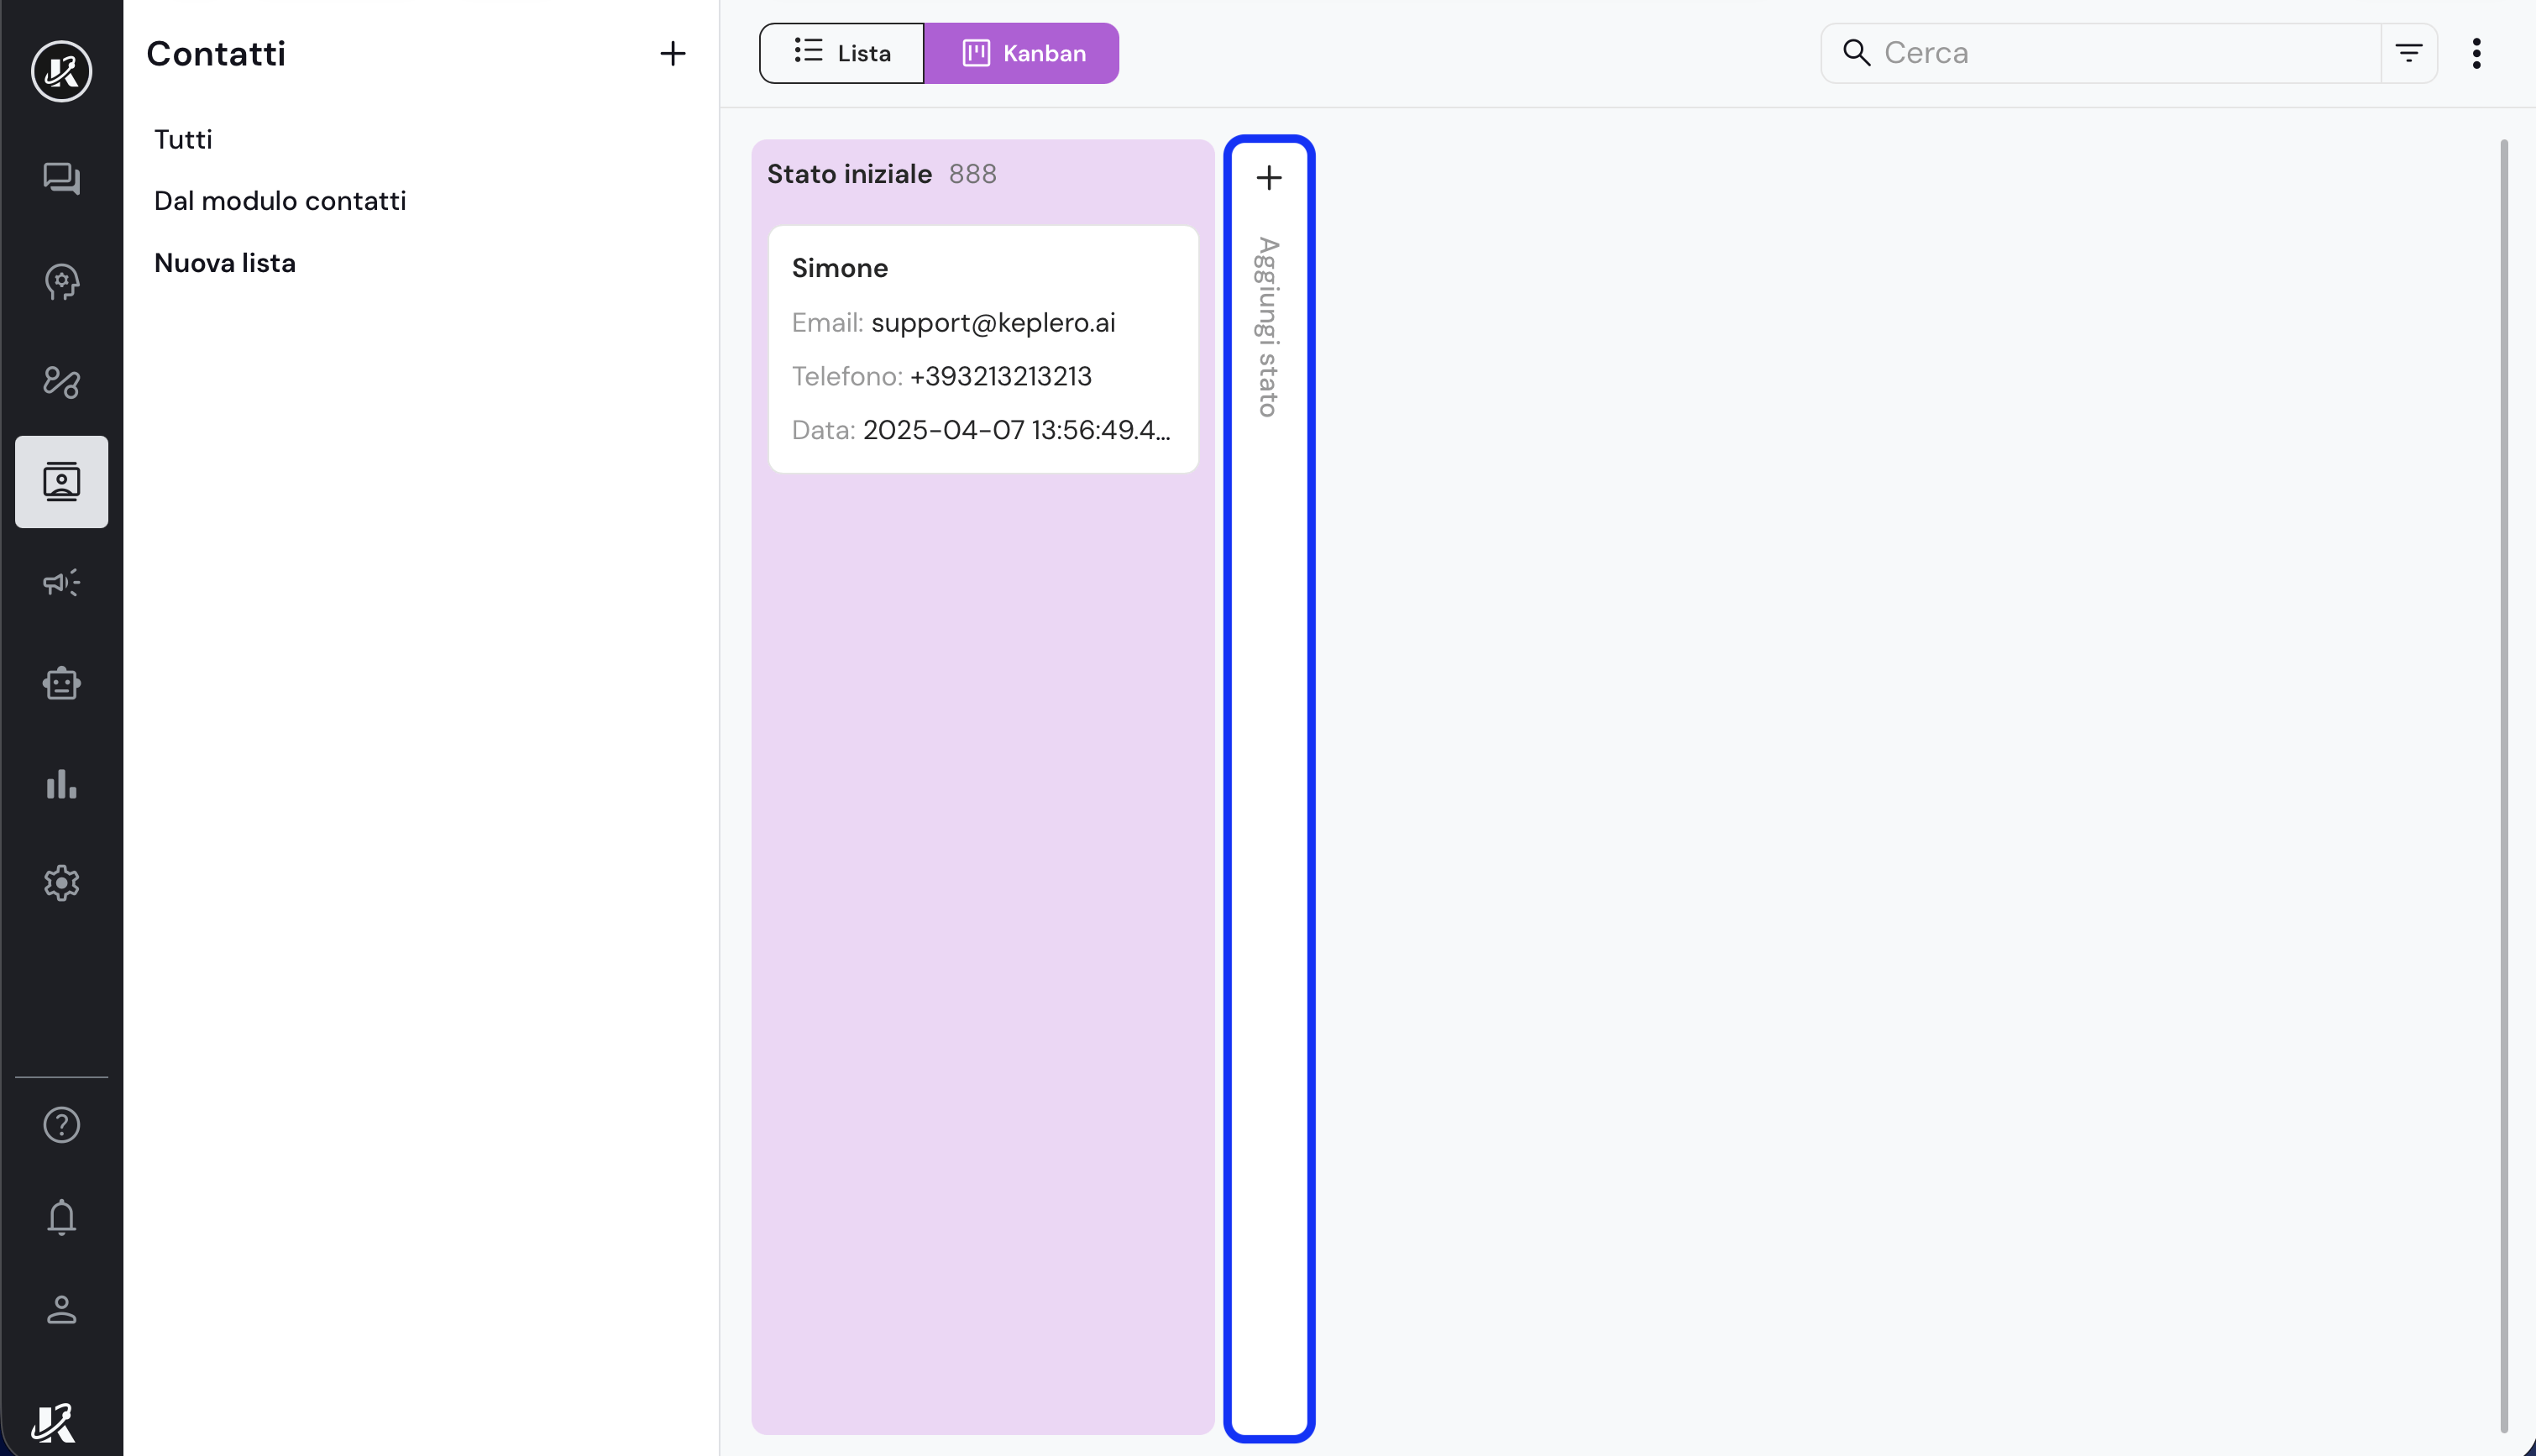 Contatti
Tutti
Dal modulo contatti
Nuova lista
Lista
Kanban
Cerca
Stato iniziale 888
Simone
Email: support@keplero.ai
Telefono: +393213213213
Data: 2025-04-07 13:56:49.4...
Aggiungi stato